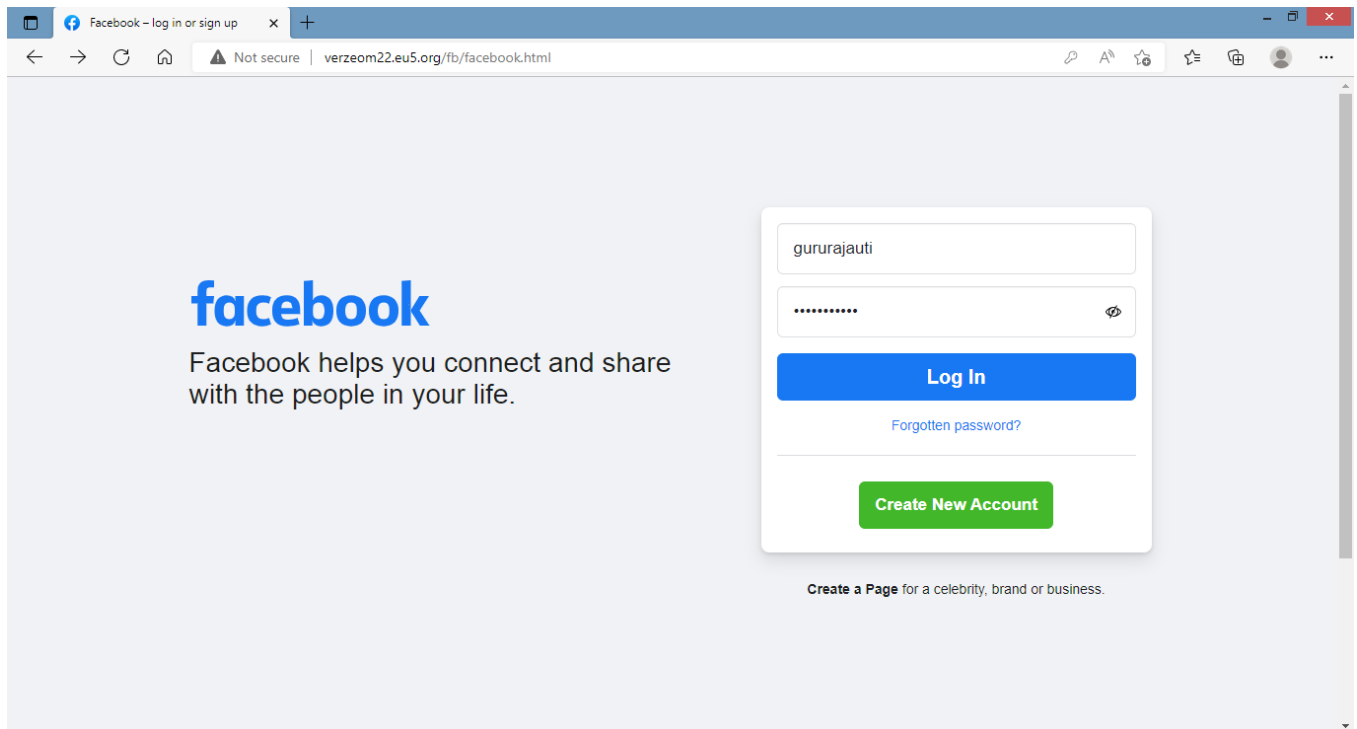 Facebook – log in or sign up
Not secure | verzeom22.eu5.org/fb/facebook.html
facebook
Facebook helps you connect and share
with the people in your life.
gururajauti
•••••••••••
Log In
Forgotten password?
Create New Account
Create a Page for a celebrity, brand or business.